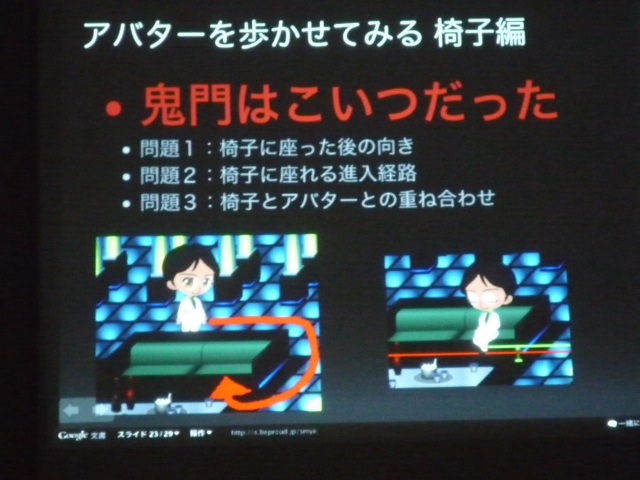 アバターを歩かせてみる 椅子編
• 鬼門はこいつだった
• 問題１：椅子に座った後の向き
• 問題２：椅子に座れる進入経路
• 問題３：椅子とアバターとの重ね合わせ
Google 文書 スライド 23 / 29 操作
一緒に